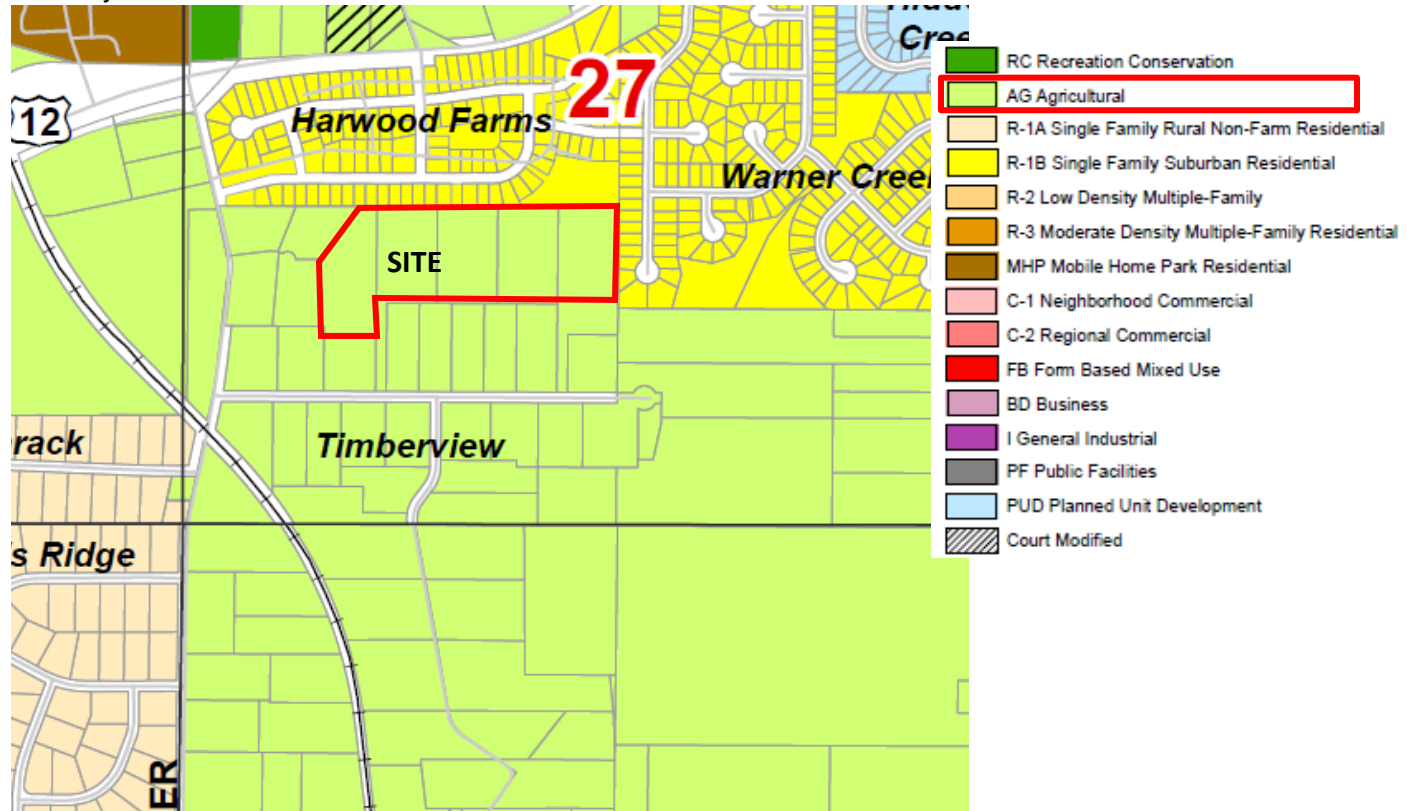 Cree
27
12
Harwood Farms
Warner Cree
SITE
rack
Timberview
s Ridge
ER
RC Recreation Conservation
AG Agricultural
R-1A Single Family Rural Non-Farm Residential
R-1B Single Family Suburban Residential
R-2 Low Density Multiple-Family
R-3 Moderate Density Multiple-Family Residential
MHP Mobile Home Park Residential
C-1 Neighborhood Commercial
C-2 Regional Commercial
FB Form Based Mixed Use
BD Business
I General Industrial
PF Public Facilities
PUD Planned Unit Development
Court Modified